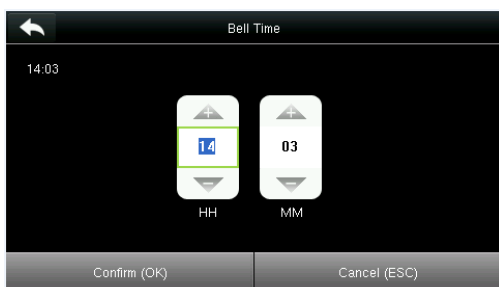 Bell Time
14:03
+ +
14 03
− −
HH MM
Confirm (OK) Cancel (ESC)